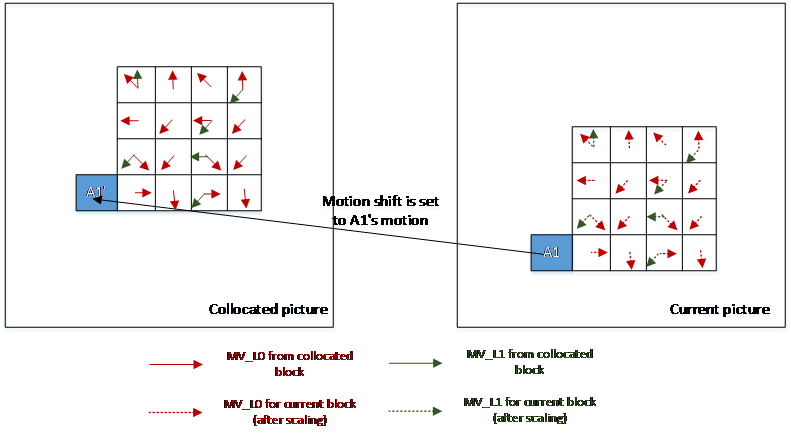 A1'
Motion shift is set
to A1's motion
A1
Collocated picture
Current picture
MV_L0 from collocated
block
MV_L1 from collocated
block
MV_L0 for current block
(after scaling)
MV_L1 for current block
(after scaling)